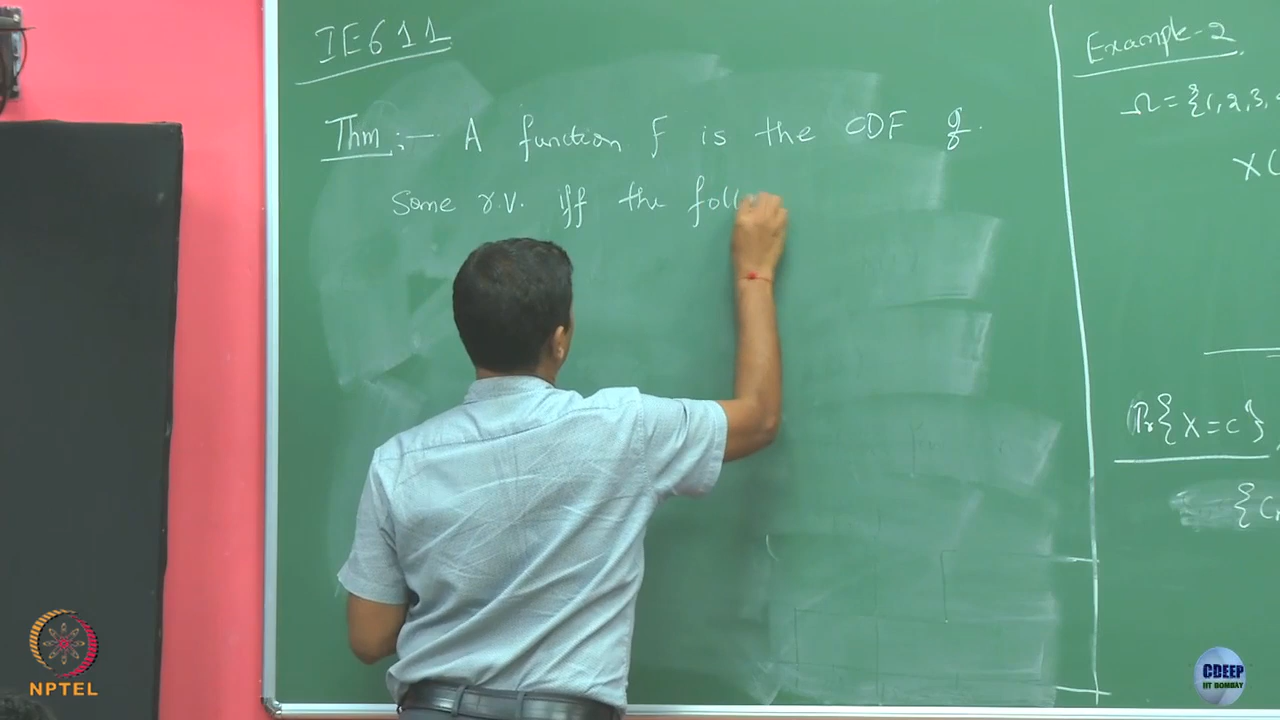 IE611
Thm:— A function F is the CDF of
Some r.v. iff the foll
Example-2
Ω = {1, 2, 3,
X(
Pr{X=c}
{C
NPTEL
CDEEP
IIT BOMBAY